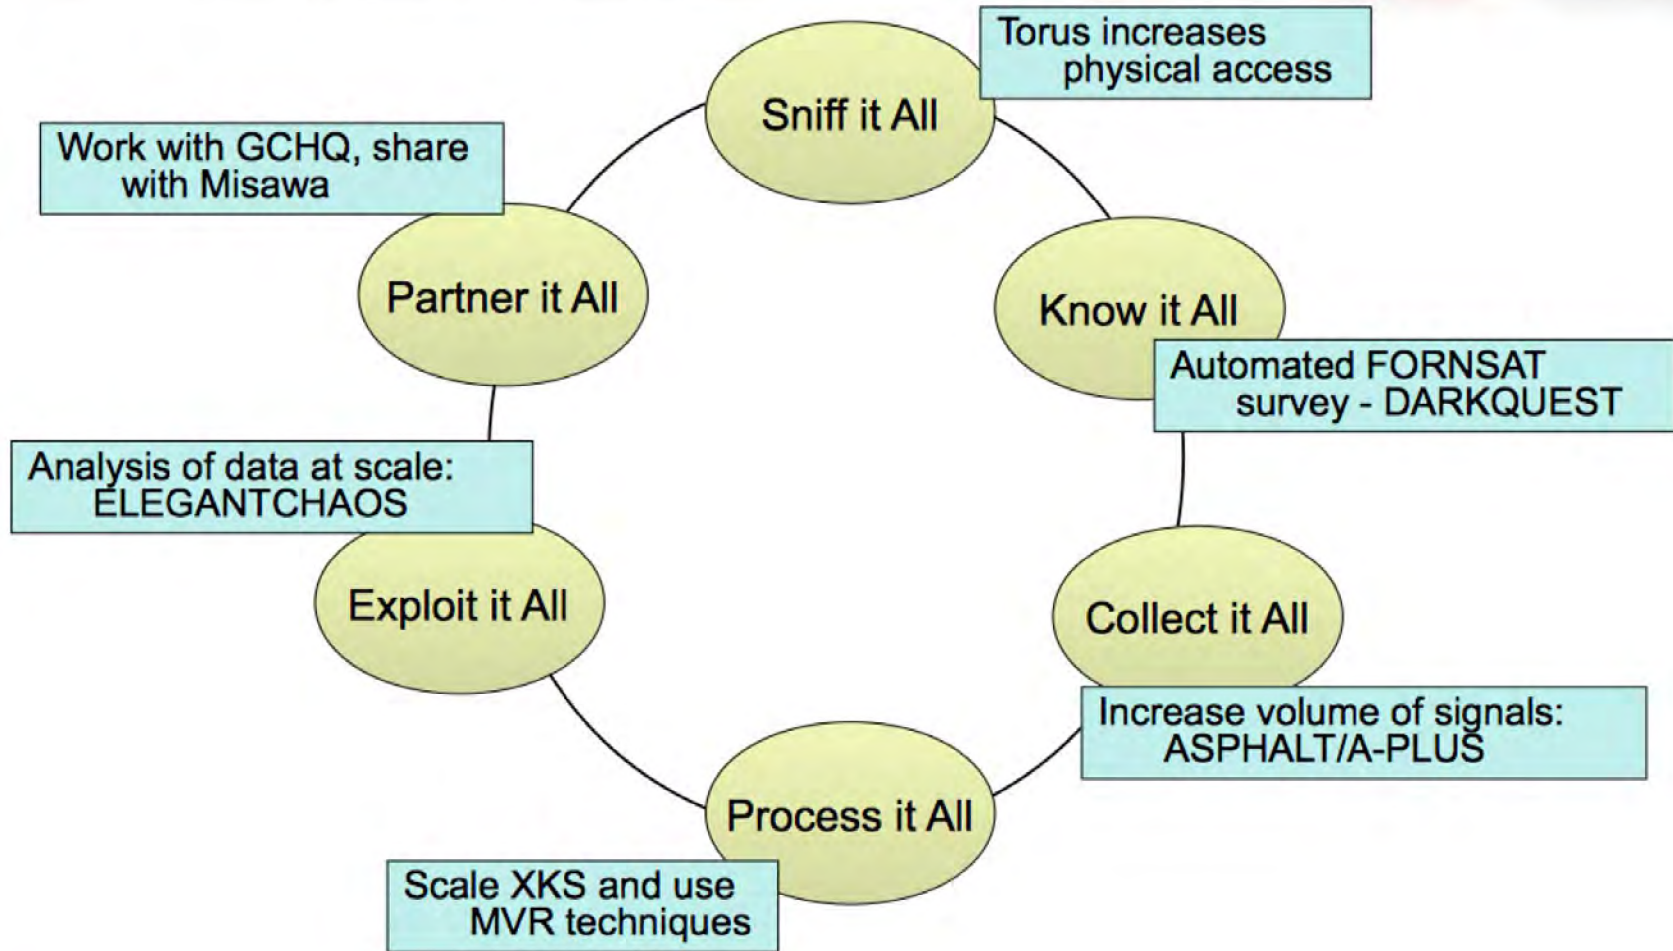 Sniff it All
Torus increases
physical access
Know it All
Automated FORNSAT
survey - DARKQUEST
Collect it All
Increase volume of signals:
ASPHALT/A-PLUS
Process it All
Scale XKS and use
MVR techniques
Exploit it All
Analysis of data at scale:
ELEGANTCHAOS
Partner it All
Work with GCHQ, share
with Misawa